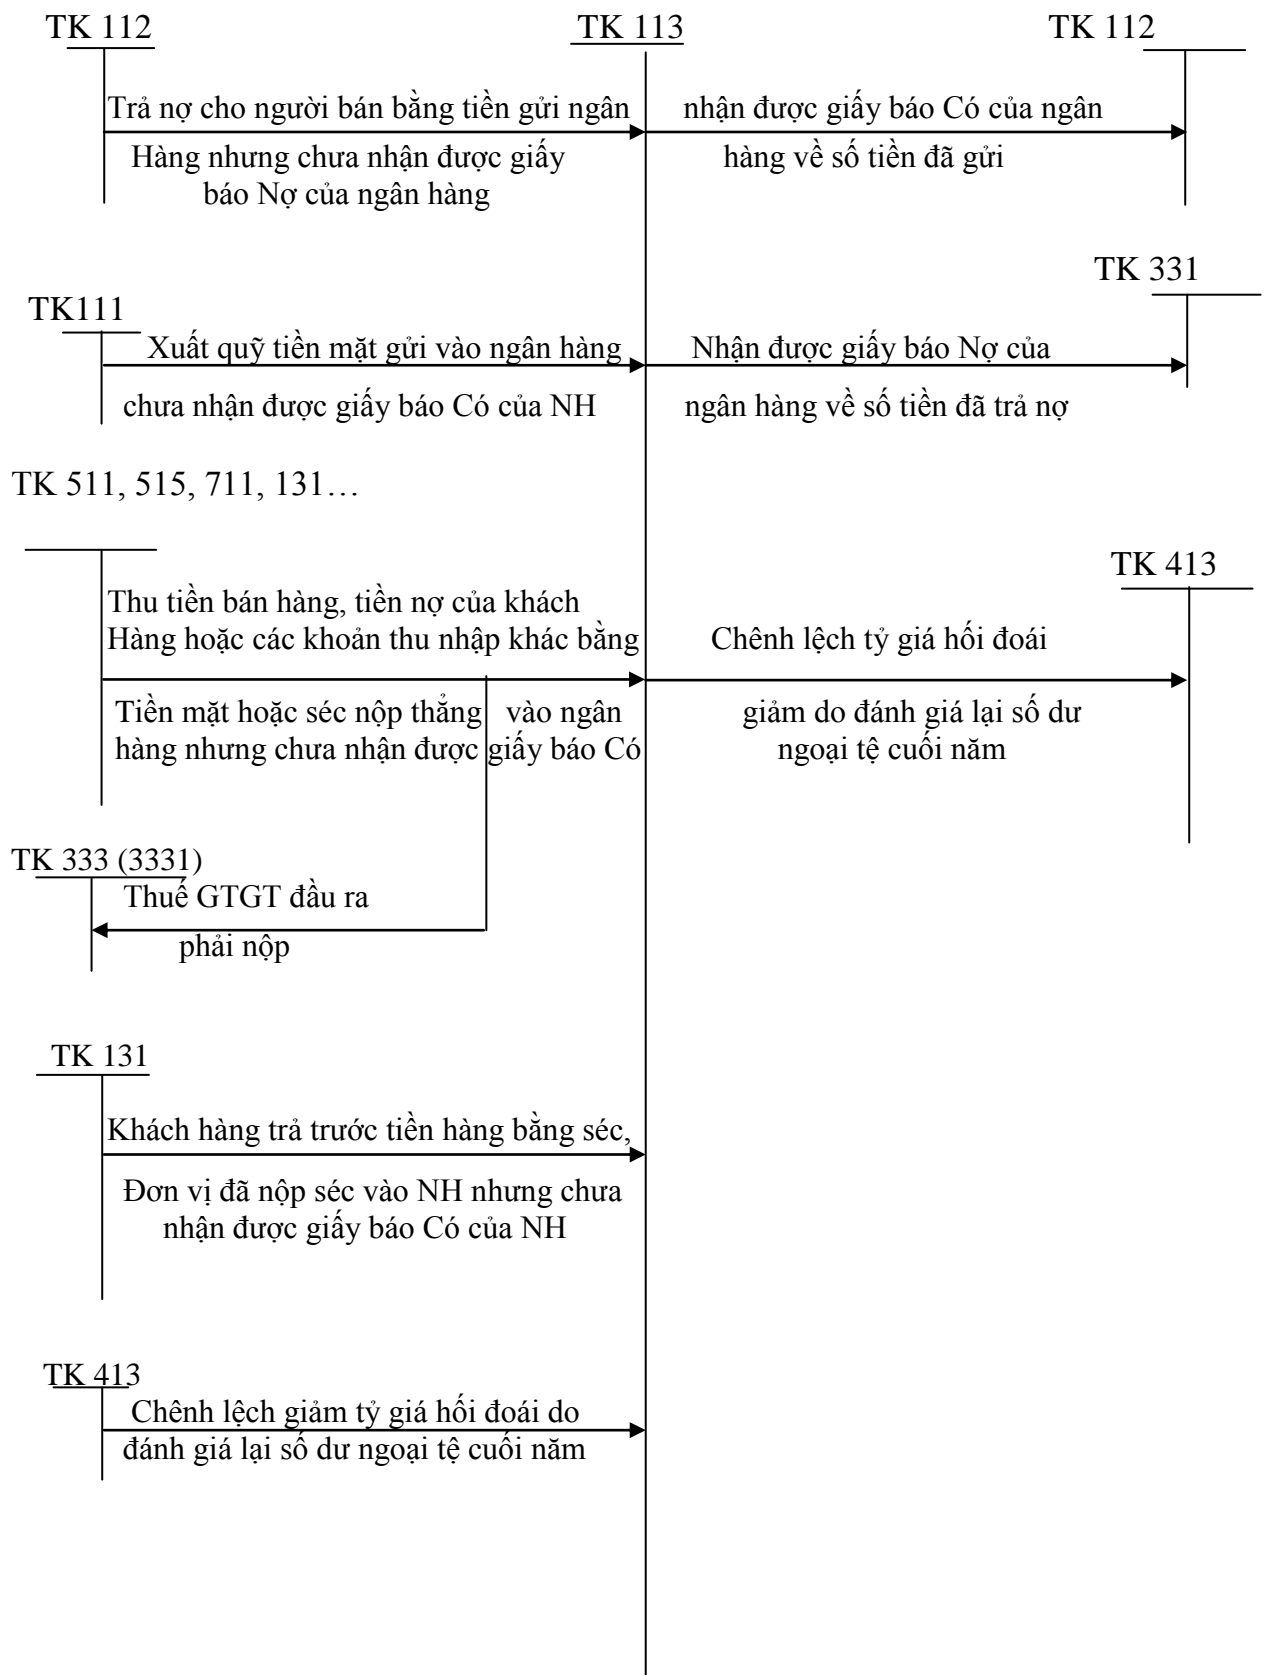 TK 112
TK 113
TK 112
Trả nợ cho người bán bằng tiền gửi ngân
nhận được giấy báo Có của ngân
Hàng nhưng chưa nhận được giấy
hàng về số tiền đã gửi
báo Nợ của ngân hàng
TK 331
TK111
Xuất quỹ tiền mặt gửi vào ngân hàng
Nhận được giấy báo Nợ của
chưa nhận được giấy báo Có của NH
ngân hàng về số tiền đã trả nợ
TK 511, 515, 711, 131…
TK 413
Thu tiền bán hàng, tiền nợ của khách
Hàng hoặc các khoản thu nhập khác bằng
Chênh lệch tỷ giá hối đoái
Tiền mặt hoặc séc nộp thẳng vào ngân
giảm do đánh giá lại số dư
hàng nhưng chưa nhận được giấy báo Có
ngoại tệ cuối năm
TK 333 (3331)
Thuế GTGT đầu ra
phải nộp
TK 131
Khách hàng trả trước tiền hàng bằng séc,
Đơn vị đã nộp séc vào NH nhưng chưa
nhận được giấy báo Có của NH
TK 413
Chênh lệch giảm tỷ giá hối đoái do
đánh giá lại số dư ngoại tệ cuối năm